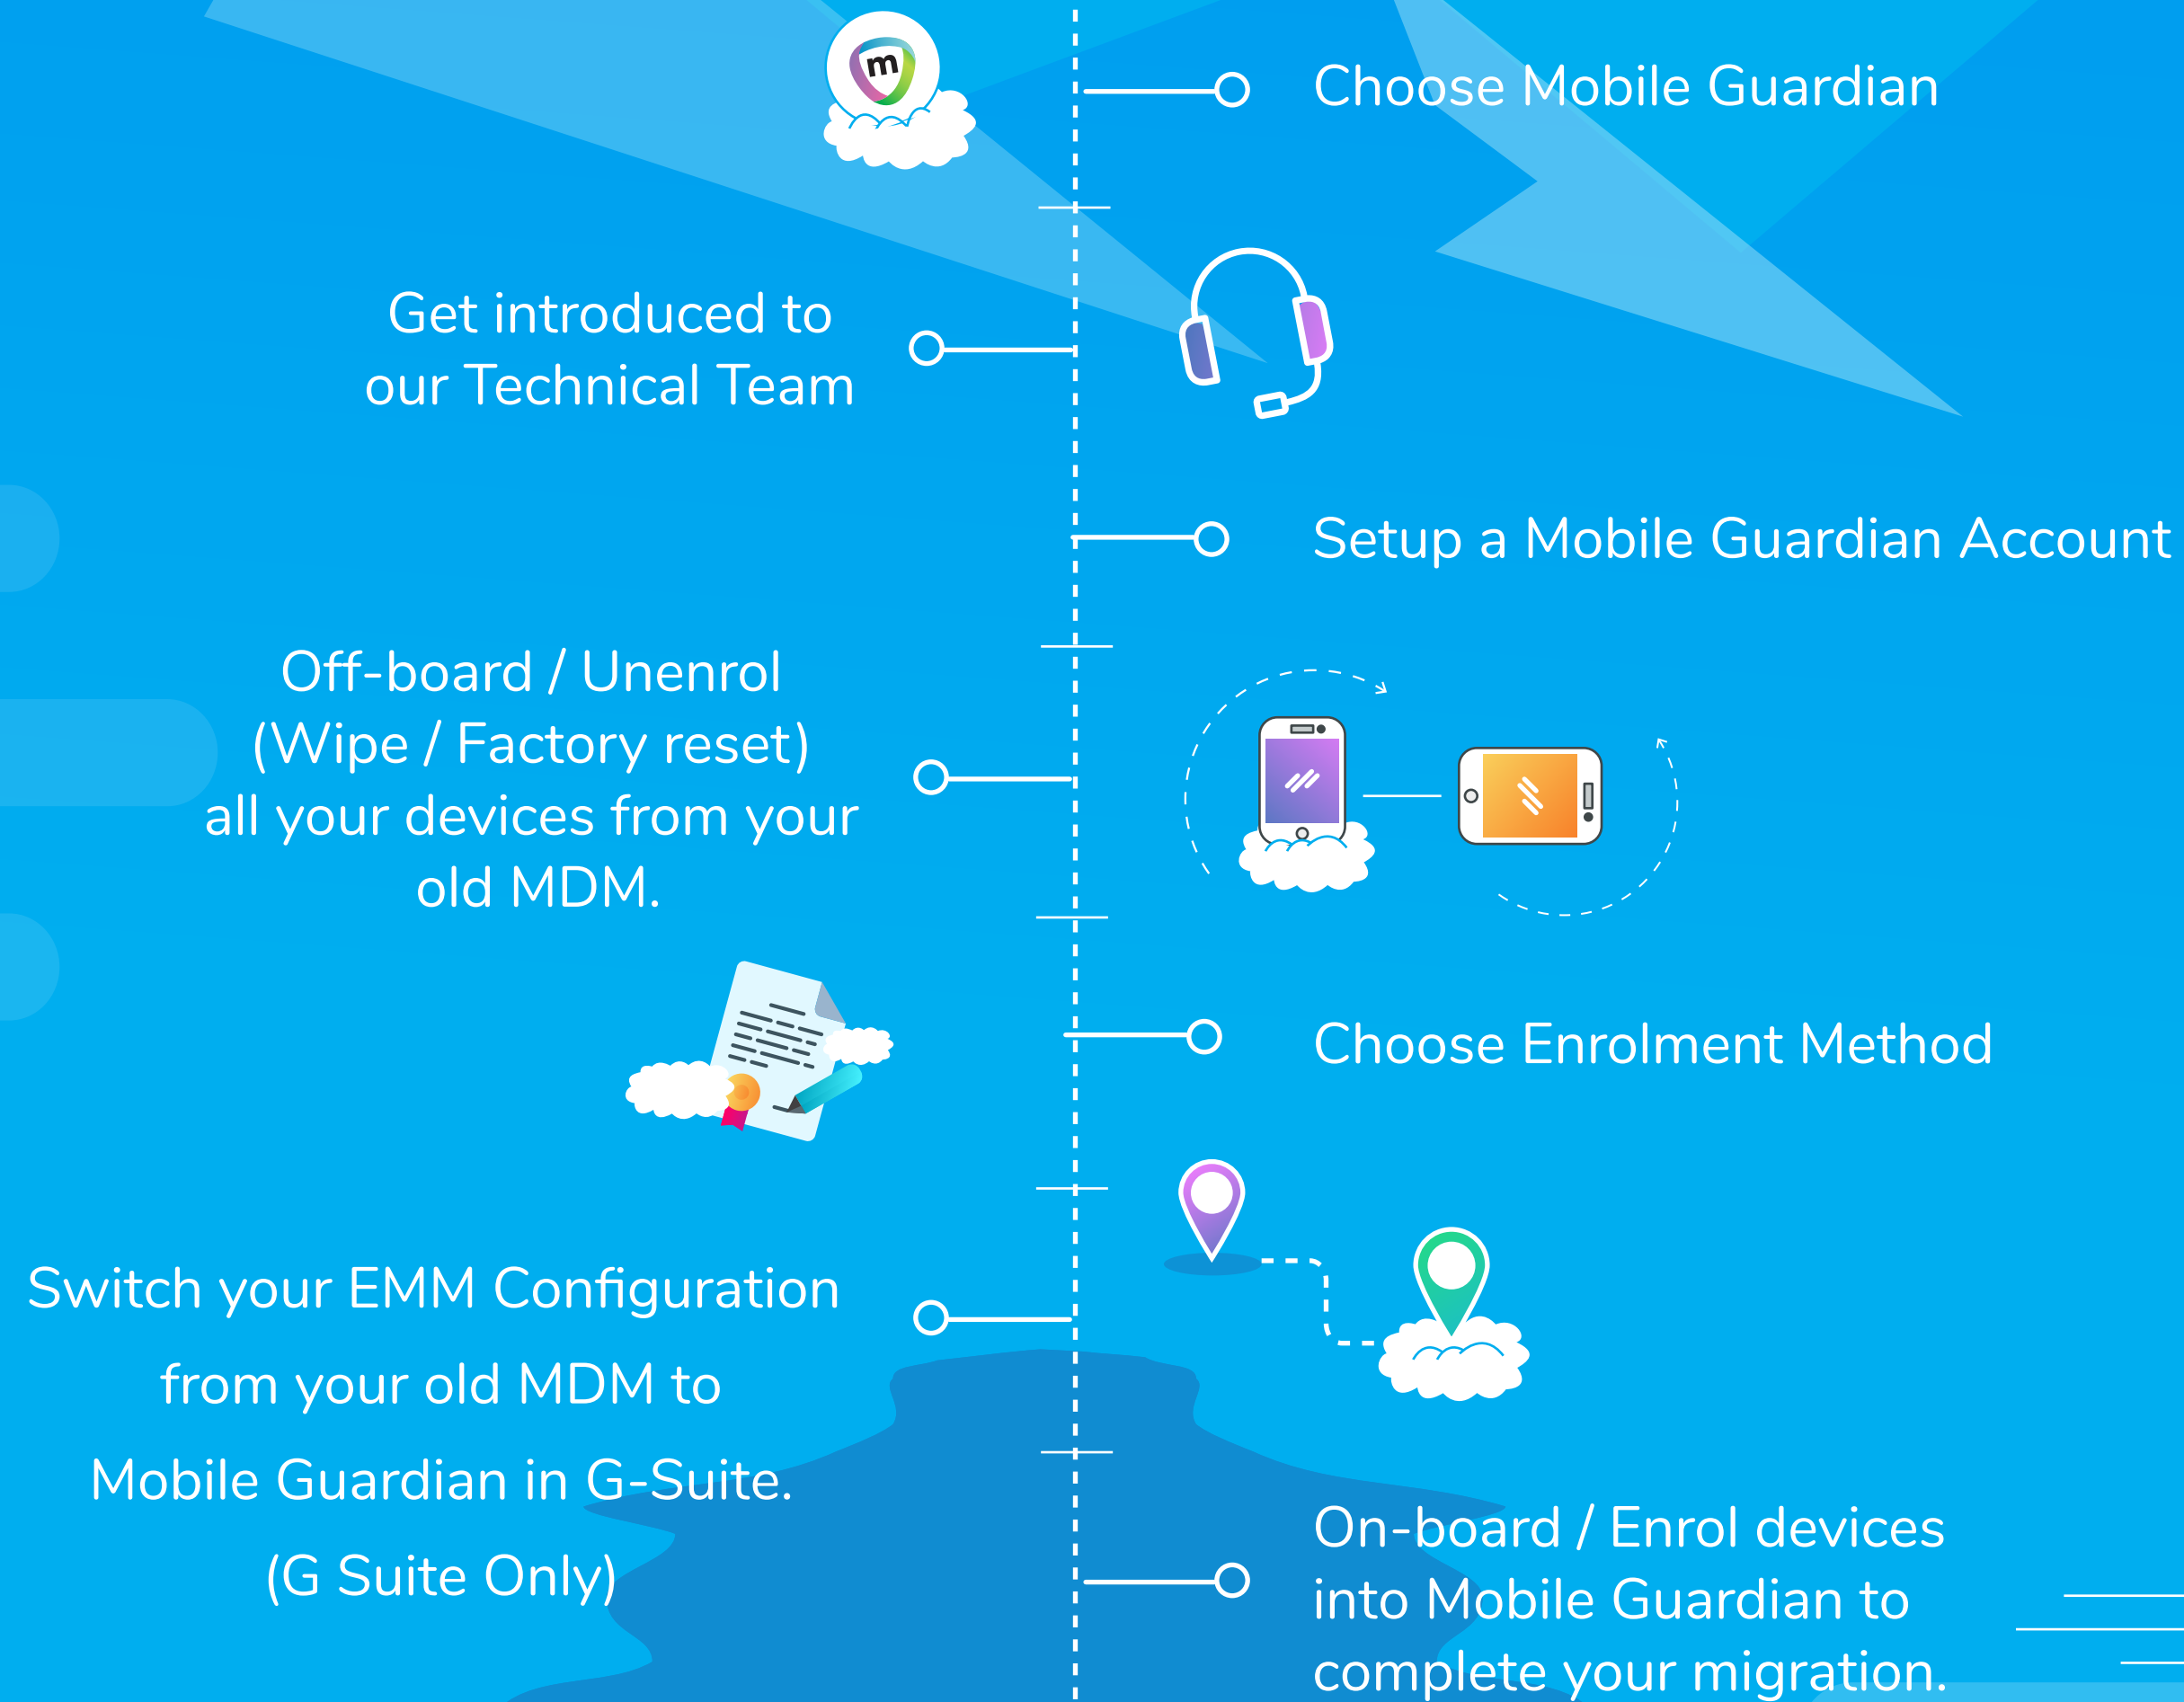 m
Choose Mobile Guardian
Get introduced to
our Technical Team
Setup a Mobile Guardian Account
Off-board / Unenrol
(Wipe / Factory reset)
all your devices from your
old MDM.
Choose Enrolment Method
Switch your EMM Configuration
from your old MDM to
Mobile Guardian in G-Suite.
(G Suite Only)
On-board / Enrol devices
into Mobile Guardian to
complete your migration.